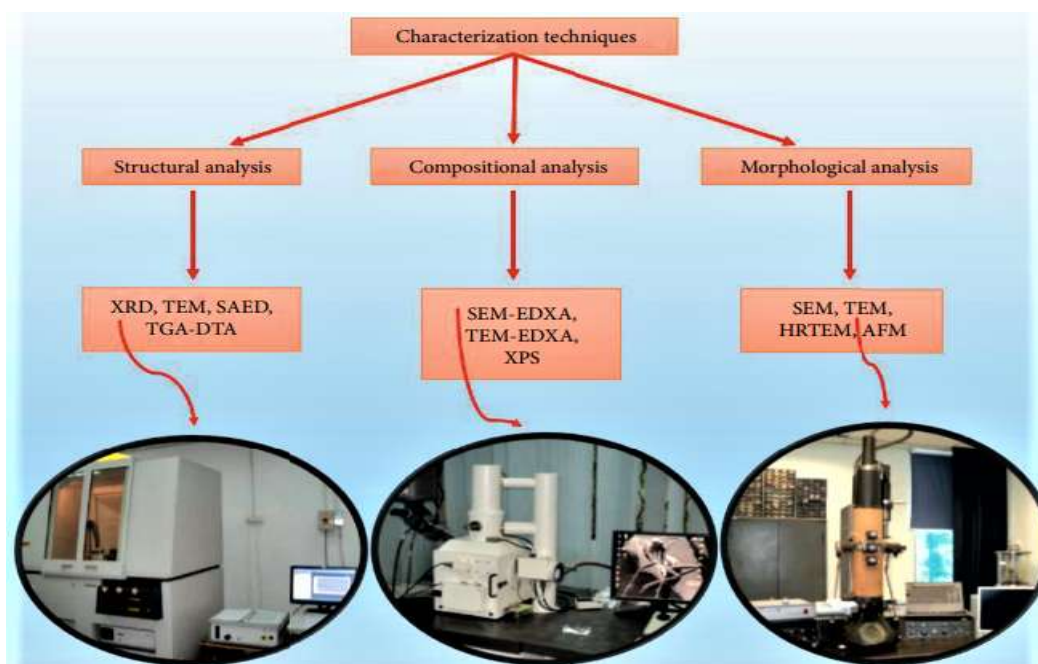 Characterization techniques
Structural analysis
Compositional analysis
Morphological analysis
XRD, TEM, SAED,
TGA-DTA
SEM-EDXA,
TEM-EDXA,
XPS
SEM, TEM,
HRTEM, AFM